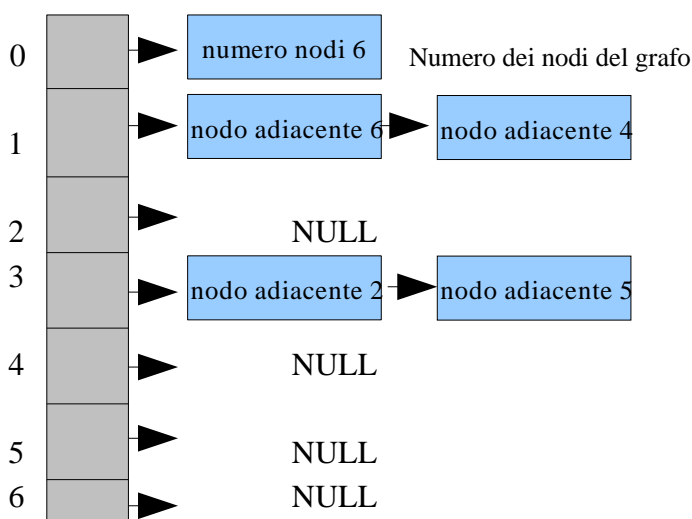 0
numero nodi 6
Numero dei nodi del grafo
1
nodo adiacente 6
nodo adiacente 4
2
NULL
3
nodo adiacente 2
nodo adiacente 5
4
NULL
5
NULL
6
NULL